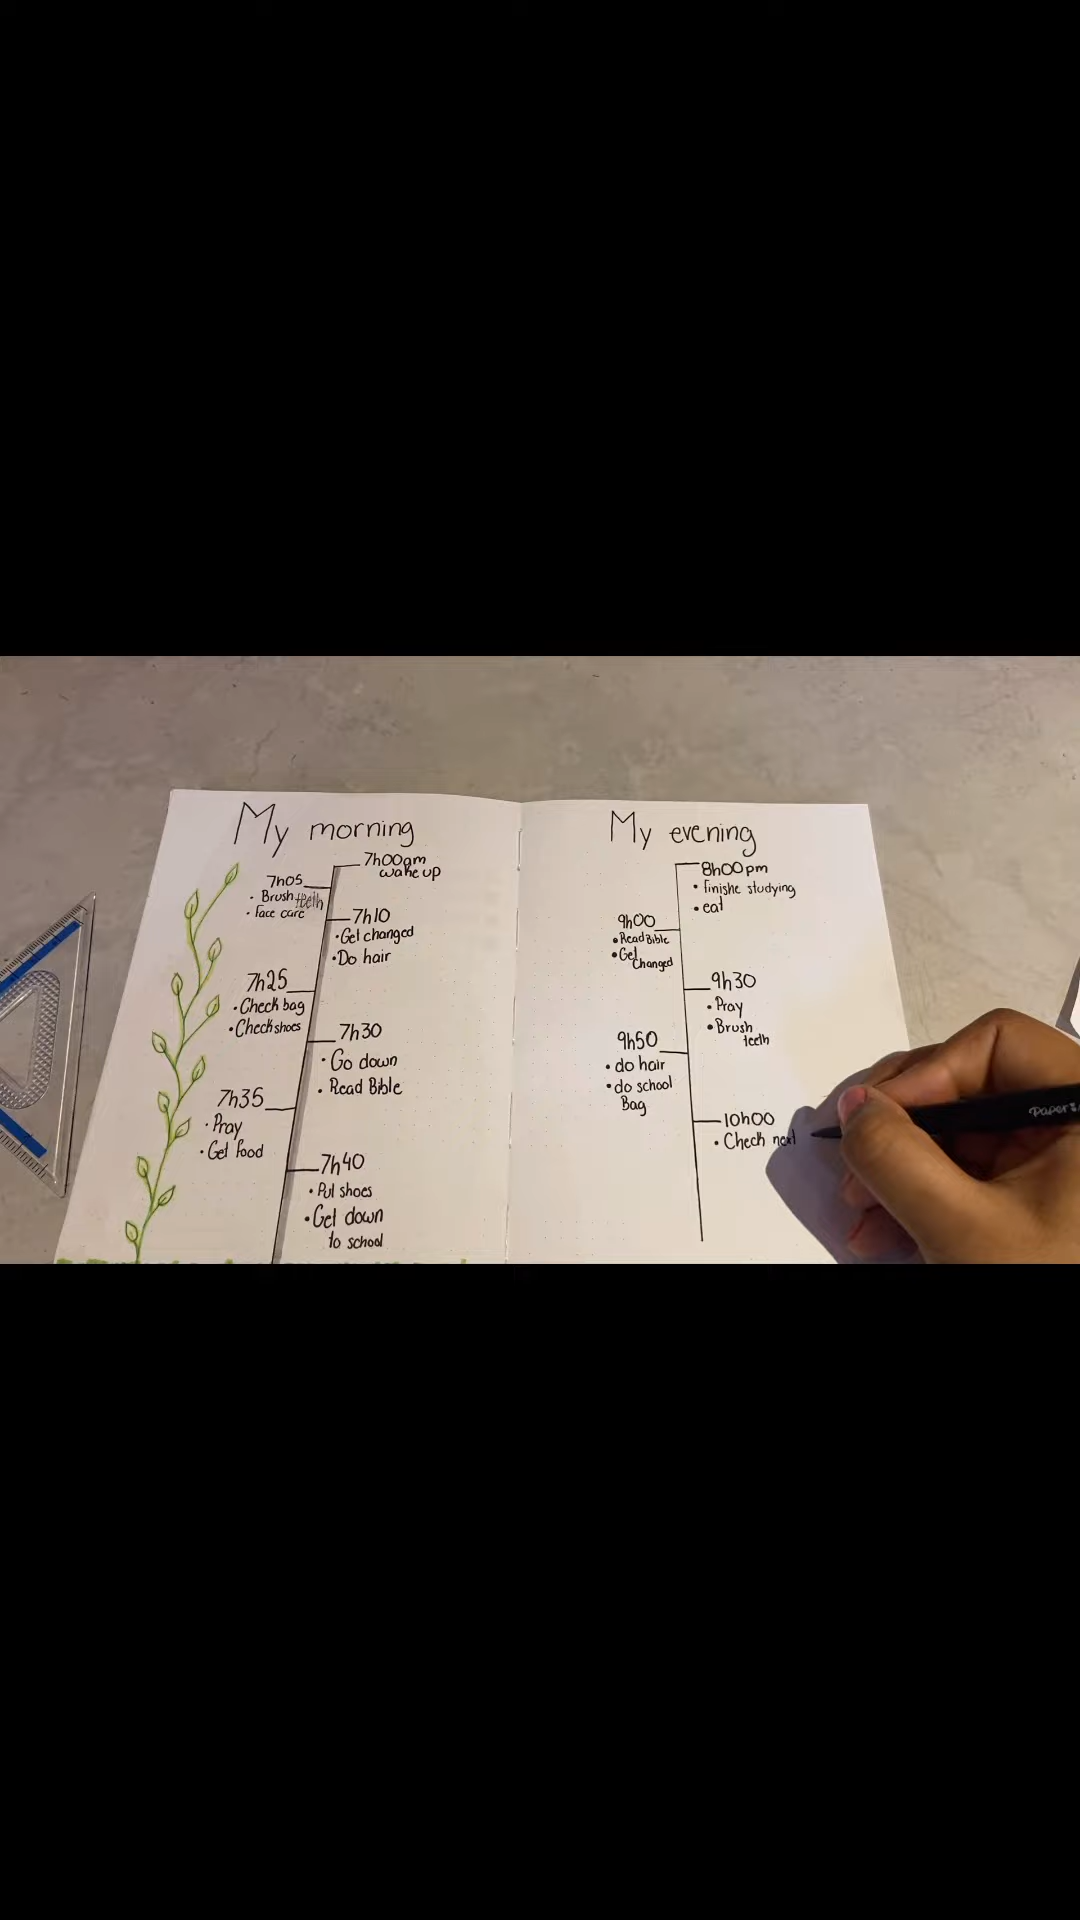 My morning
7h00am
wake up
7h05
• Brush teeth
• Face care
7h10
• Get changed
• Do hair
7h25
• Check bag
• Check shoes
7h30
• Go down
• Read Bible
7h35
• Pray
• Get Food
7h40
• Put shoes
• Get down
to school
My evening
8h00pm
• finishe studying
• eat
9h00
• Read Bible
• Get
Changed
9h30
• Pray
• Brush
teeth
9h50
• do hair
• do school
Bag
10h00
• Check next